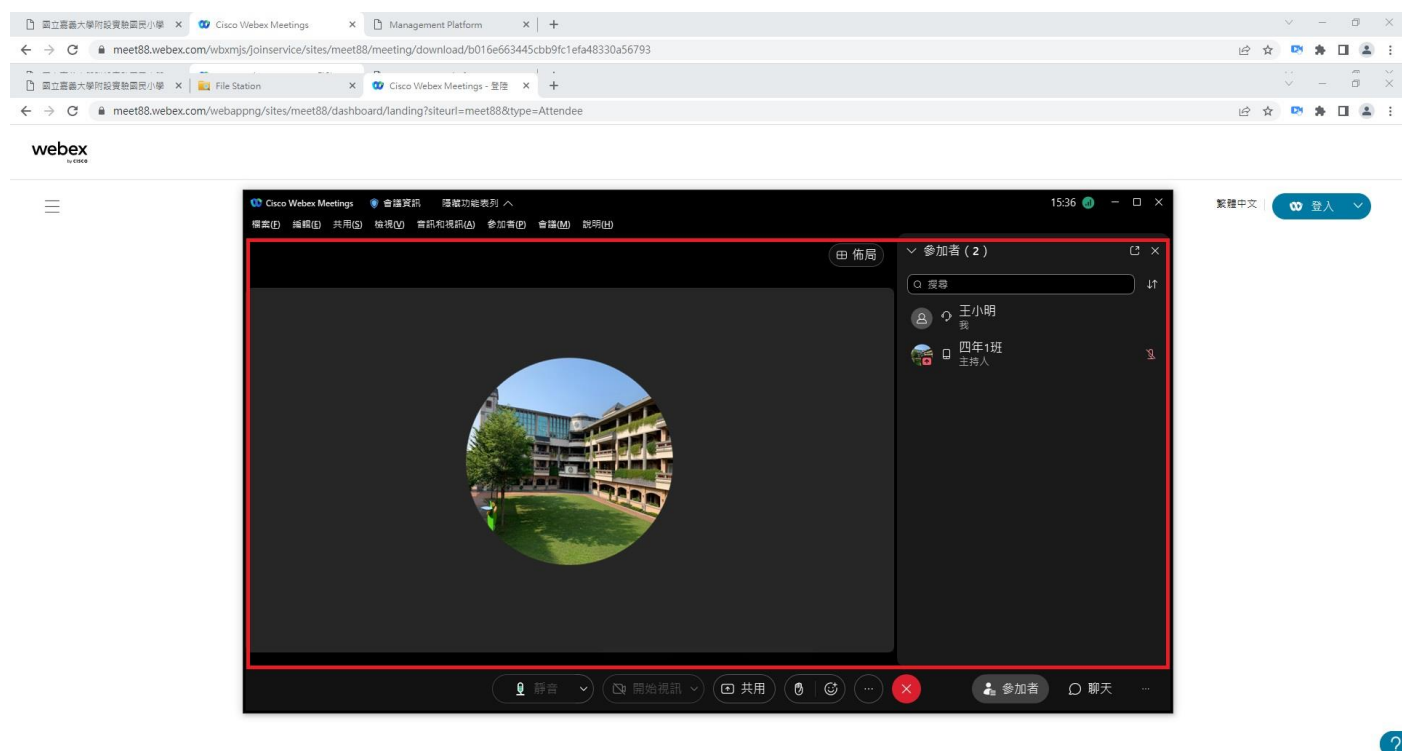 國立嘉義大學附設實驗國民小學 Cisco Webex Meetings Management Platform
meet88.webex.com/wbxmjs/joinservice/sites/meet88/meeting/download/b016e663445cbb9fc1efa48330a56793
國立嘉義大學附設實驗國民小學 File Station Cisco Webex Meetings - 登陸
meet88.webex.com/webappng/sites/meet88/dashboard/landing?siteurl=meet88&type=Attendee
webex
by CISCO
Cisco Webex Meetings 會議資訊 隱藏功能表列 15:36
繁體中文 登入
檔案(F) 編輯(E) 共用(S) 檢視(V) 音訊和視訊(A) 參加者(P) 會議(M) 說明(H)
佈局
參加者 ( 2 )
搜尋
王小明
我
四年1班
主持人
靜音 開始視訊 共用 參加者 聊天
?